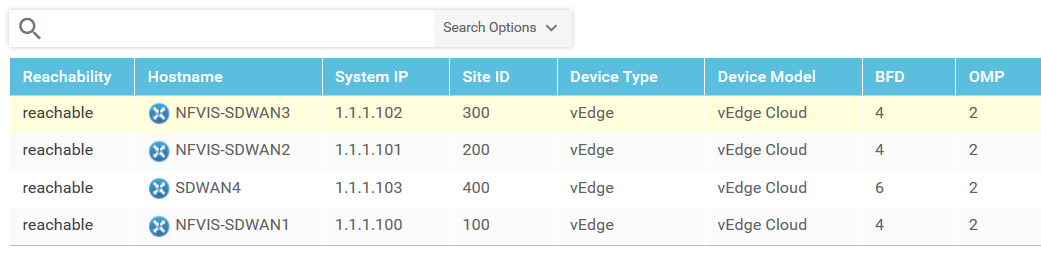 Search Options
Reachability Hostname System IP Site ID Device Type Device Model BFD OMP
reachable NFVIS-SDWAN3 1.1.1.102 300 vEdge vEdge Cloud 4 2
reachable NFVIS-SDWAN2 1.1.1.101 200 vEdge vEdge Cloud 4 2
reachable SDWAN4 1.1.1.103 400 vEdge vEdge Cloud 6 2
reachable NFVIS-SDWAN1 1.1.1.100 100 vEdge vEdge Cloud 4 2